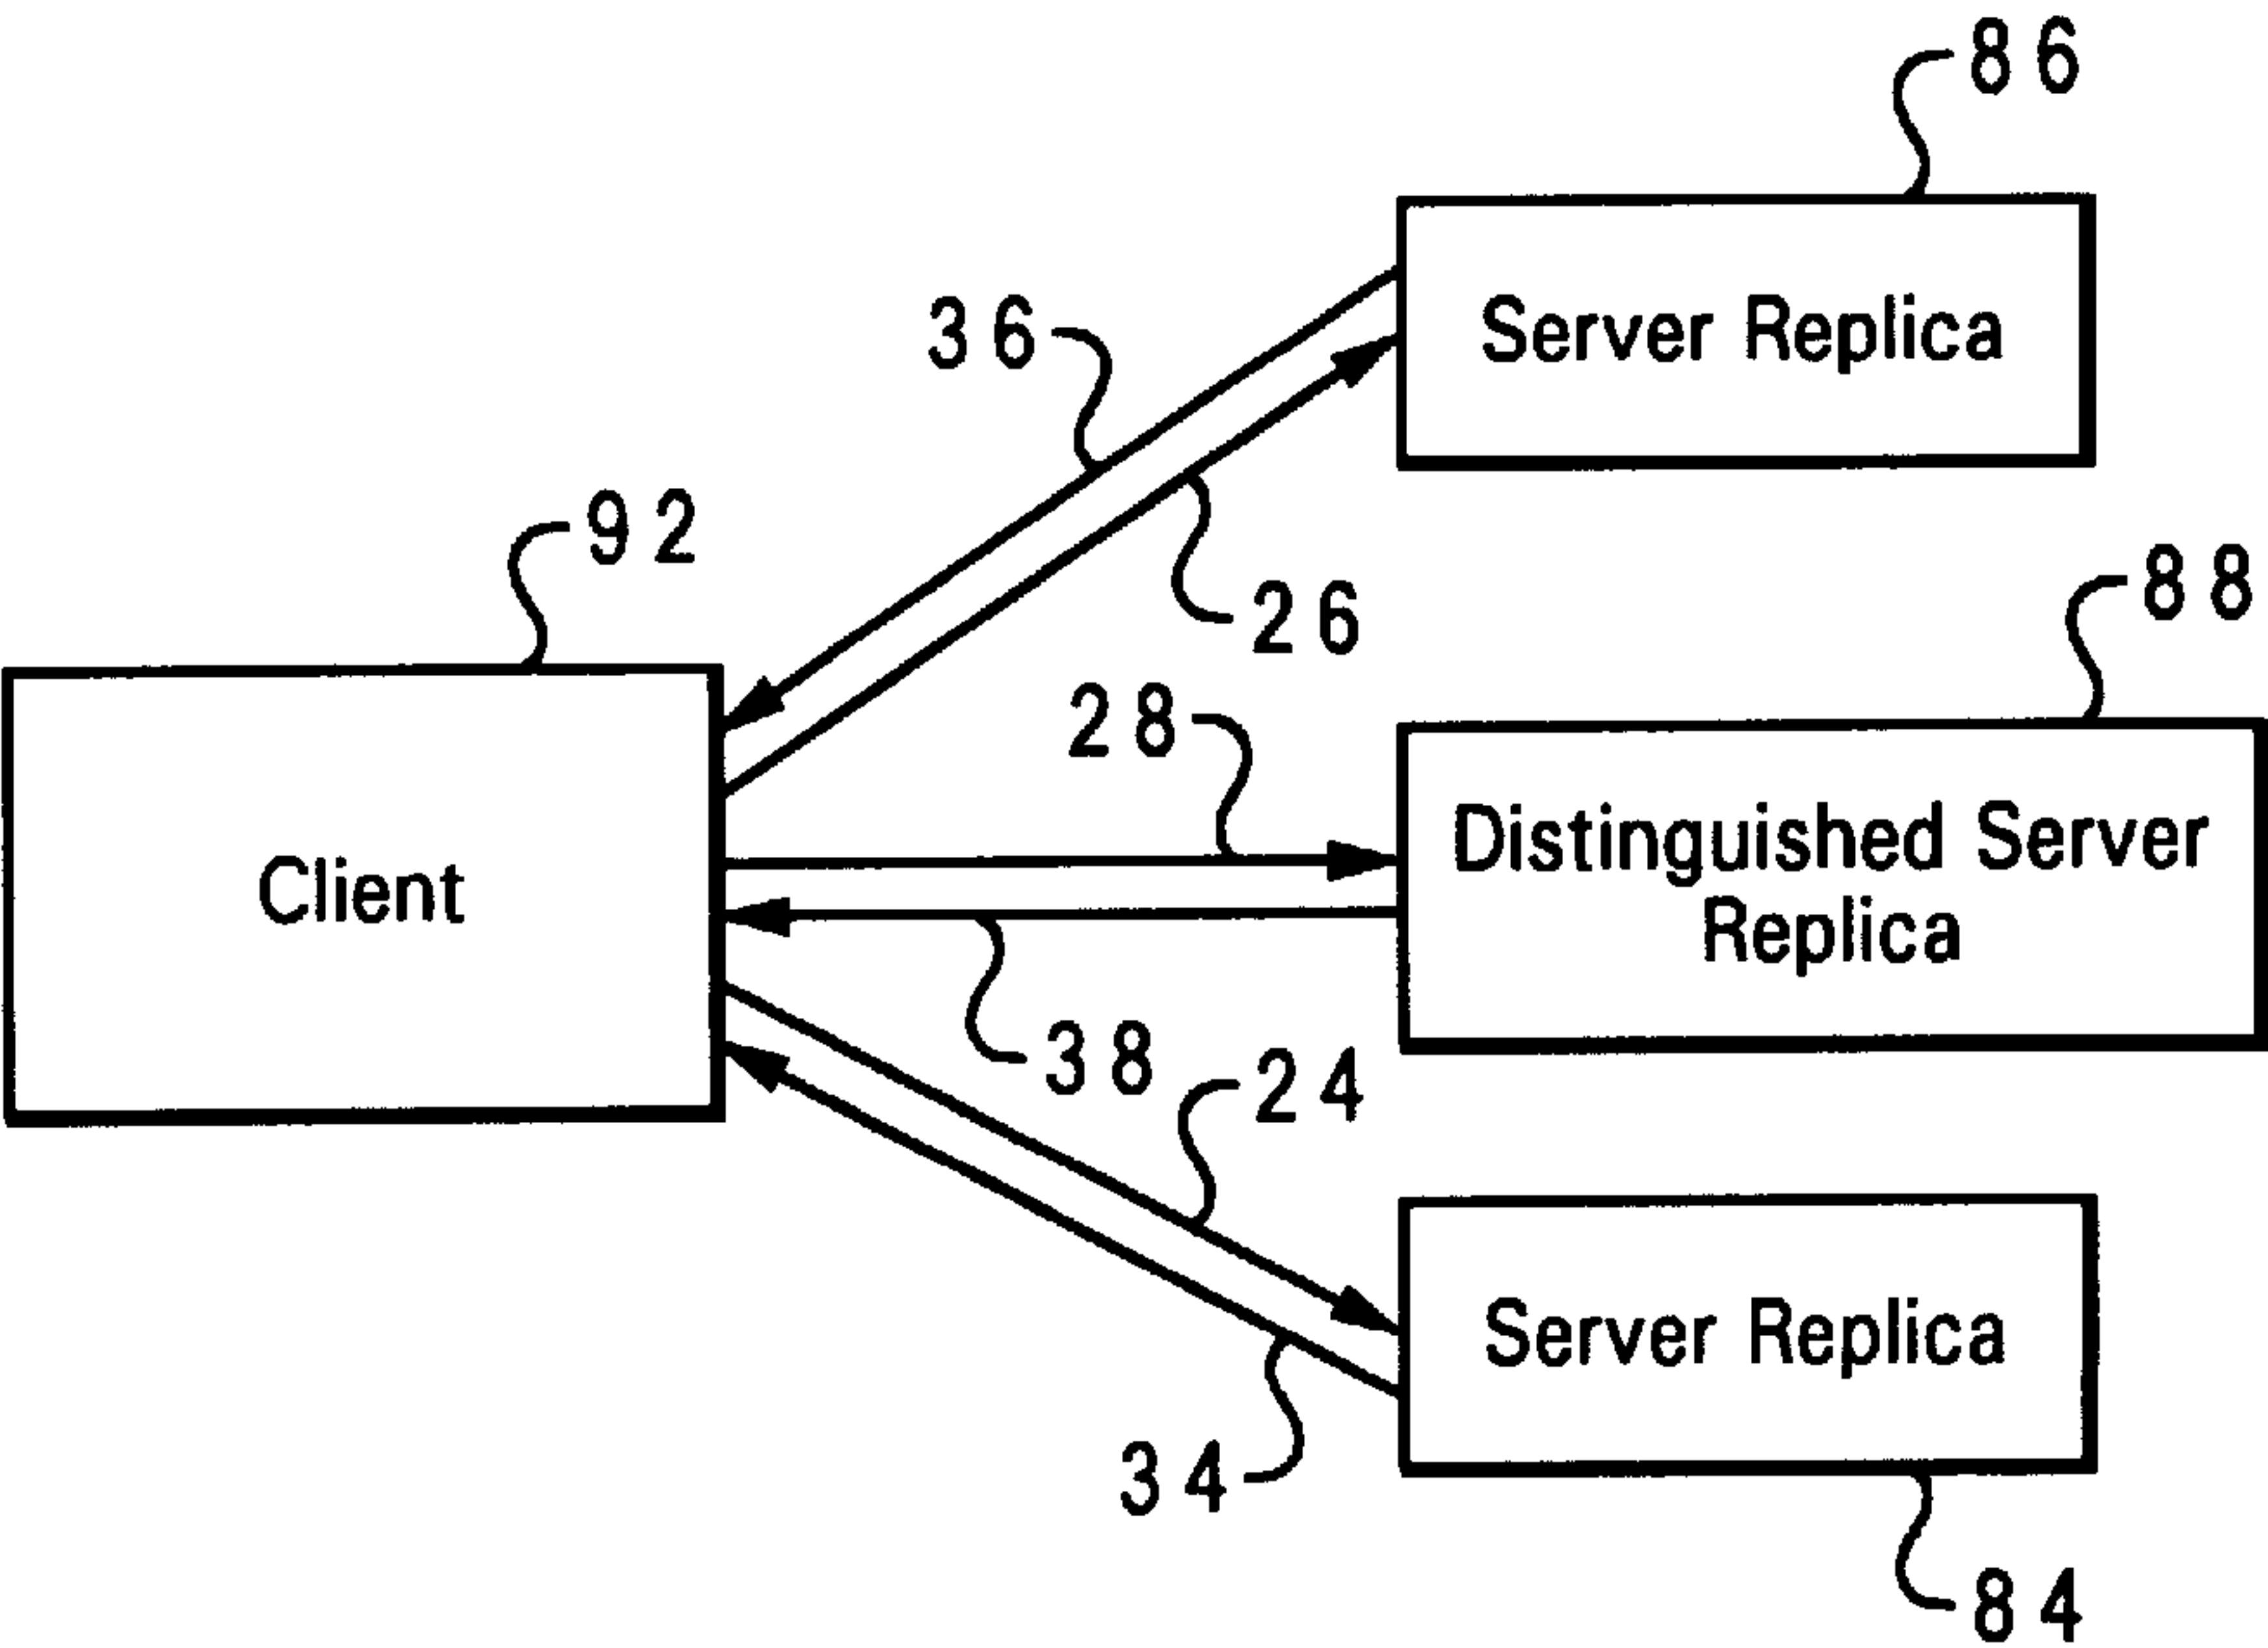 86
Server Replica
36
92
26
88
28
Distinguished Server
Replica
Client
38
24
Server Replica
34
84